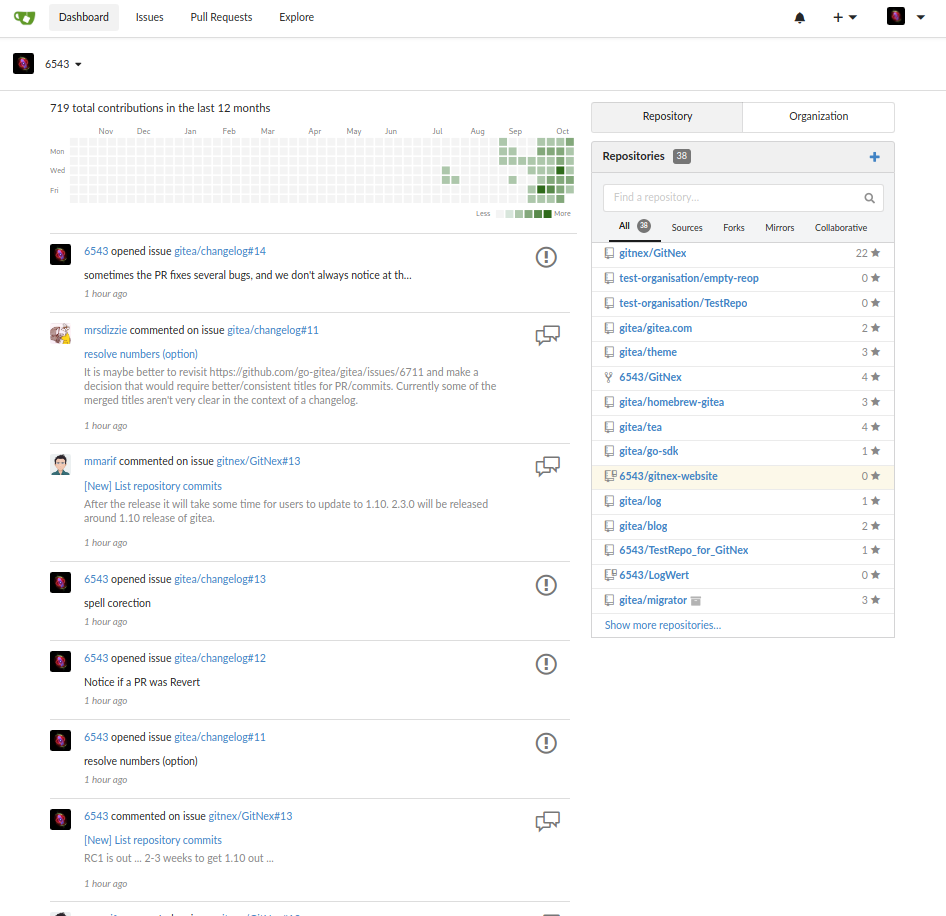 Dashboard Issues Pull Requests Explore
6543
719 total contributions in the last 12 months
Nov Dec Jan Feb Mar Apr May Jun Jul Aug Sep Oct
Mon
Wed
Fri
Less More
6543 opened issue gitea/changelog#14
sometimes the PR fixes several bugs, and we don't always notice at th...
1 hour ago
mrsdizzie commented on issue gitea/changelog#11
resolve numbers (option)
It is maybe better to revisit https://github.com/go-gitea/gitea/issues/6711 and make a
decision that would require better/consistent titles for PR/commits. Currently some of the
merged titles aren't very clear in the context of a changelog.
1 hour ago
mmarif commented on issue gitnex/GitNex#13
[New] List repository commits
After the release it will take some time for users to update to 1.10. 2.3.0 will be released
around 1.10 release of gitea.
1 hour ago
6543 opened issue gitea/changelog#13
spell corection
1 hour ago
6543 opened issue gitea/changelog#12
Notice if a PR was Revert
1 hour ago
6543 opened issue gitea/changelog#11
resolve numbers (option)
1 hour ago
6543 commented on issue gitnex/GitNex#13
[New] List repository commits
RC1 is out ... 2-3 weeks to get 1.10 out ...
1 hour ago
Repository Organization
Repositories 38
Find a repository...
All 38 Sources Forks Mirrors Collaborative
gitnex/GitNex 22
test-organisation/empty-reop 0
test-organisation/TestRepo 0
gitea/gitea.com 2
gitea/theme 3
6543/GitNex 4
gitea/homebrew-gitea 3
gitea/tea 4
gitea/go-sdk 1
6543/gitnex-website 0
gitea/log 1
gitea/blog 2
6543/TestRepo_for_GitNex 1
6543/LogWert 0
gitea/migrator 3
Show more repositories...